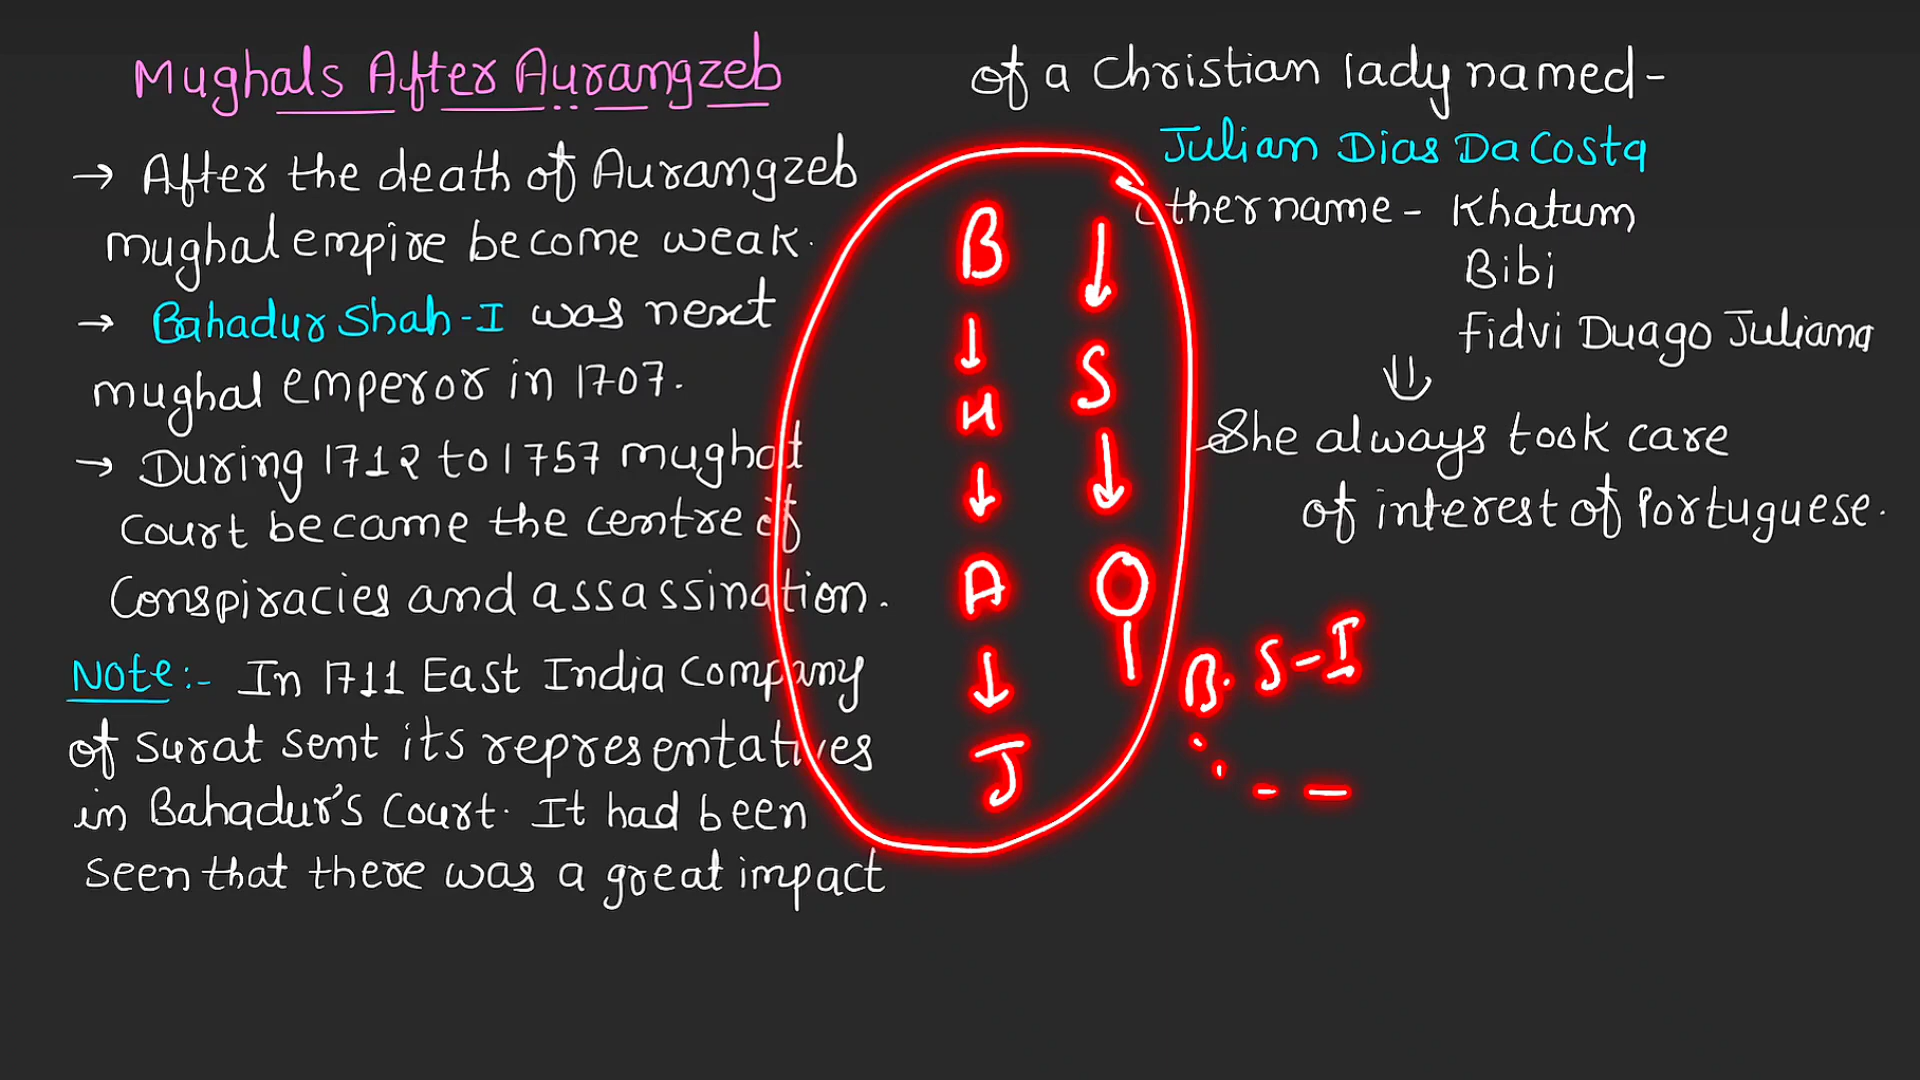 Mughals After Aurangzeb
→ After the death of Aurangzeb
mughal empire become weak.
→ Bahadur Shah-I was next
mughal emperor in 1707.
→ During 1712 to 1757 mughal
court became the centre of
Conspiracies and assassination.
Note:- In 1711 East India Company
of Surat sent its representatives
in Bahadur's Court. It had been
seen that there was a great impact
of a Christian lady named-
Julian Dias Da Costa
other name - Khatum
Bibi
Fidvi Duago Juliana
⇓
She always took care
of interest of Portuguese.
B ↓
↓ S
H ↓
↓ O
A
↓
J
B. S-I